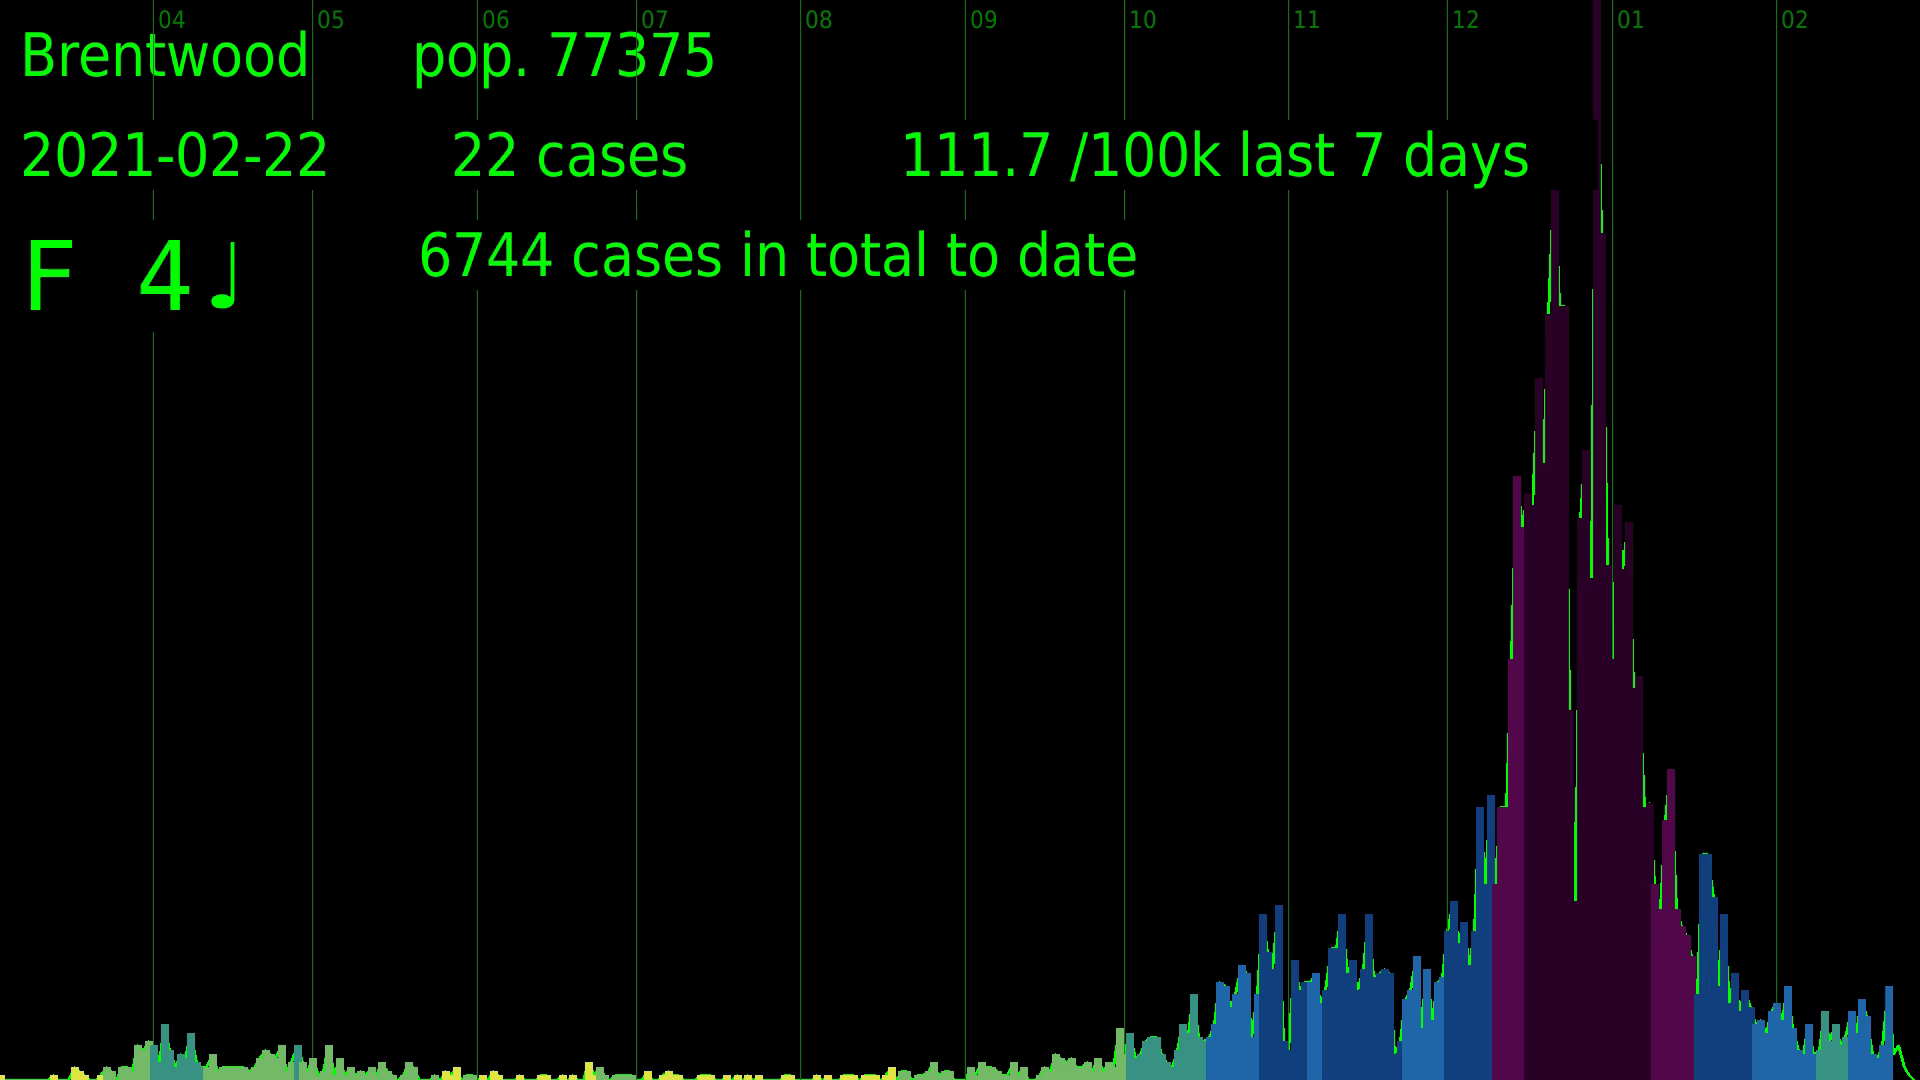 04 05 06 07 08 09 10 11 12 01 02
Brentwood pop. 77375
2021-02-22 22 cases 111.7 /100k last 7 days
F 4♩ 6744 cases in total to date